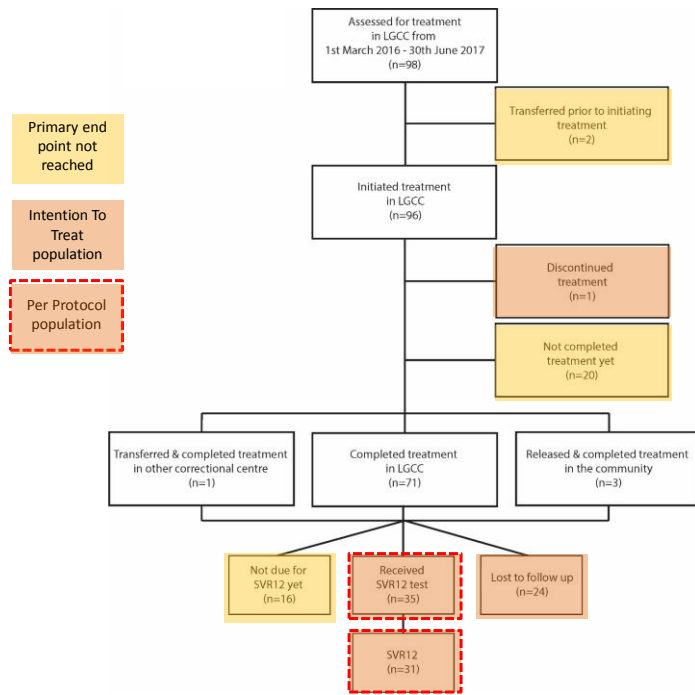 Assessed for treatment
in LGCC from
1st March 2016 - 30th June 2017
(n=98)
Primary end
point not
reached
Transferred prior to initiating
treatment
(n=2)
Initiated treatment
in LGCC
(n=96)
Intention To
Treat
population
Discontinued
treatment
(n=1)
Per Protocol
population
Not completed
treatment yet
(n=20)
Transferred & completed treatment
in other correctional centre
(n=1)
Completed treatment
in LGCC
(n=71)
Released & completed treatment
in the community
(n=3)
Not due for
SVR12 yet
(n=16)
Received
SVR12 test
(n=35)
Lost to follow up
(n=24)
SVR12
(n=31)